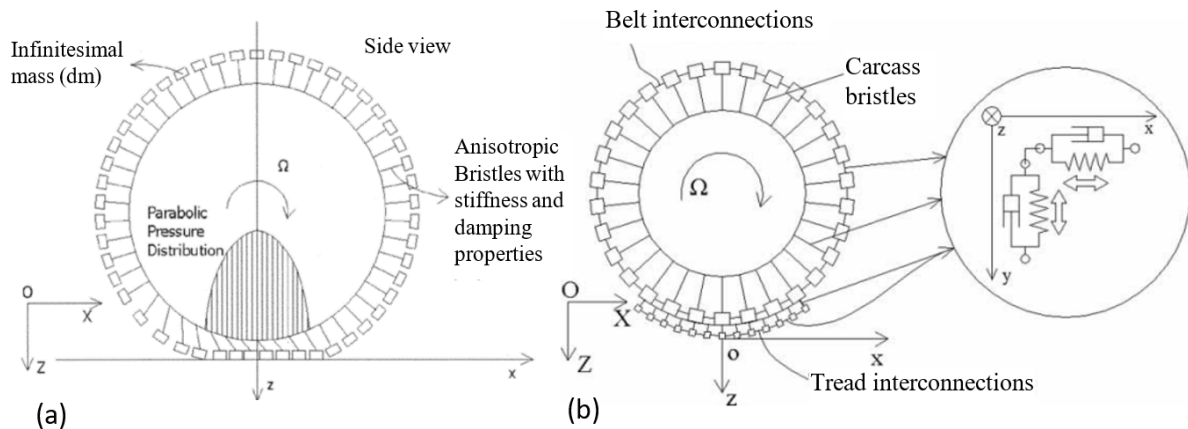 Side view
Infinitesimal
mass (dm)
Anisotropic
Bristles with
stiffness and
damping
properties
Ω
Parabolic
Pressure
Distribution
O
X
Z
x
z
(a)
Belt interconnections
Carcass
bristles
Ω
O
X
Z
o
x
z
Tread interconnections
(b)
z
x
y